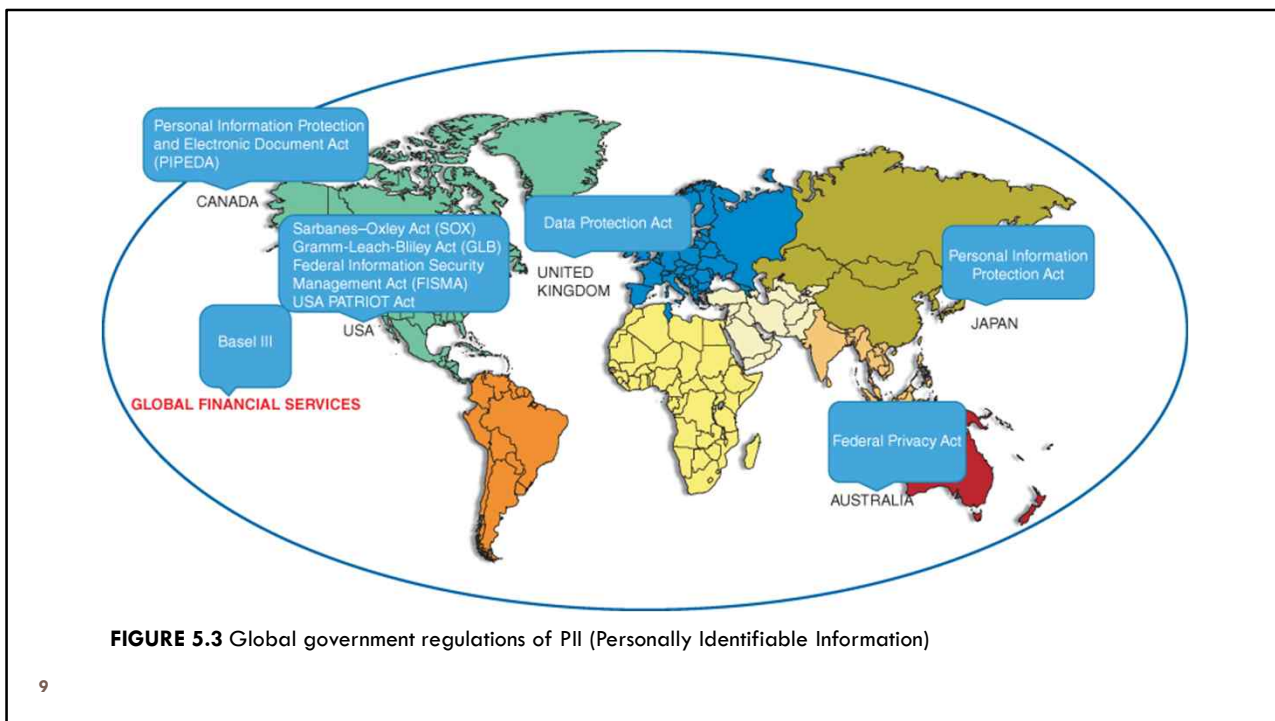 Personal Information Protection
and Electronic Document Act
(PIPEDA)
CANADA
Sarbanes–Oxley Act (SOX)
Gramm-Leach-Bliley Act (GLB)
Federal Information Security
Management Act (FISMA)
USA PATRIOT Act
USA
Basel III
GLOBAL FINANCIAL SERVICES
Data Protection Act
UNITED
KINGDOM
Personal Information
Protection Act
JAPAN
Federal Privacy Act
AUSTRALIA
FIGURE 5.3 Global government regulations of PII (Personally Identifiable Information)
9